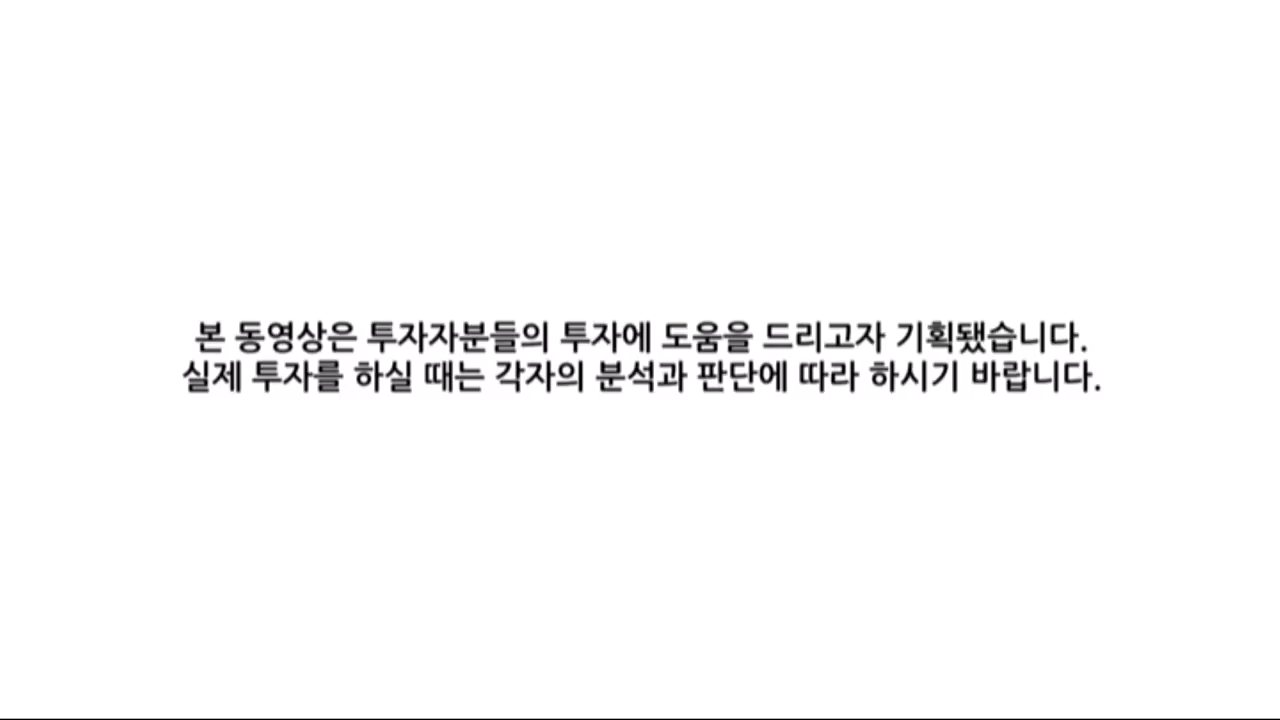 본 동영상은 투자자분들의 투자에 도움을 드리고자 기획됐습니다.
실제 투자를 하실 때는 각자의 분석과 판단에 따라 하시기 바랍니다.